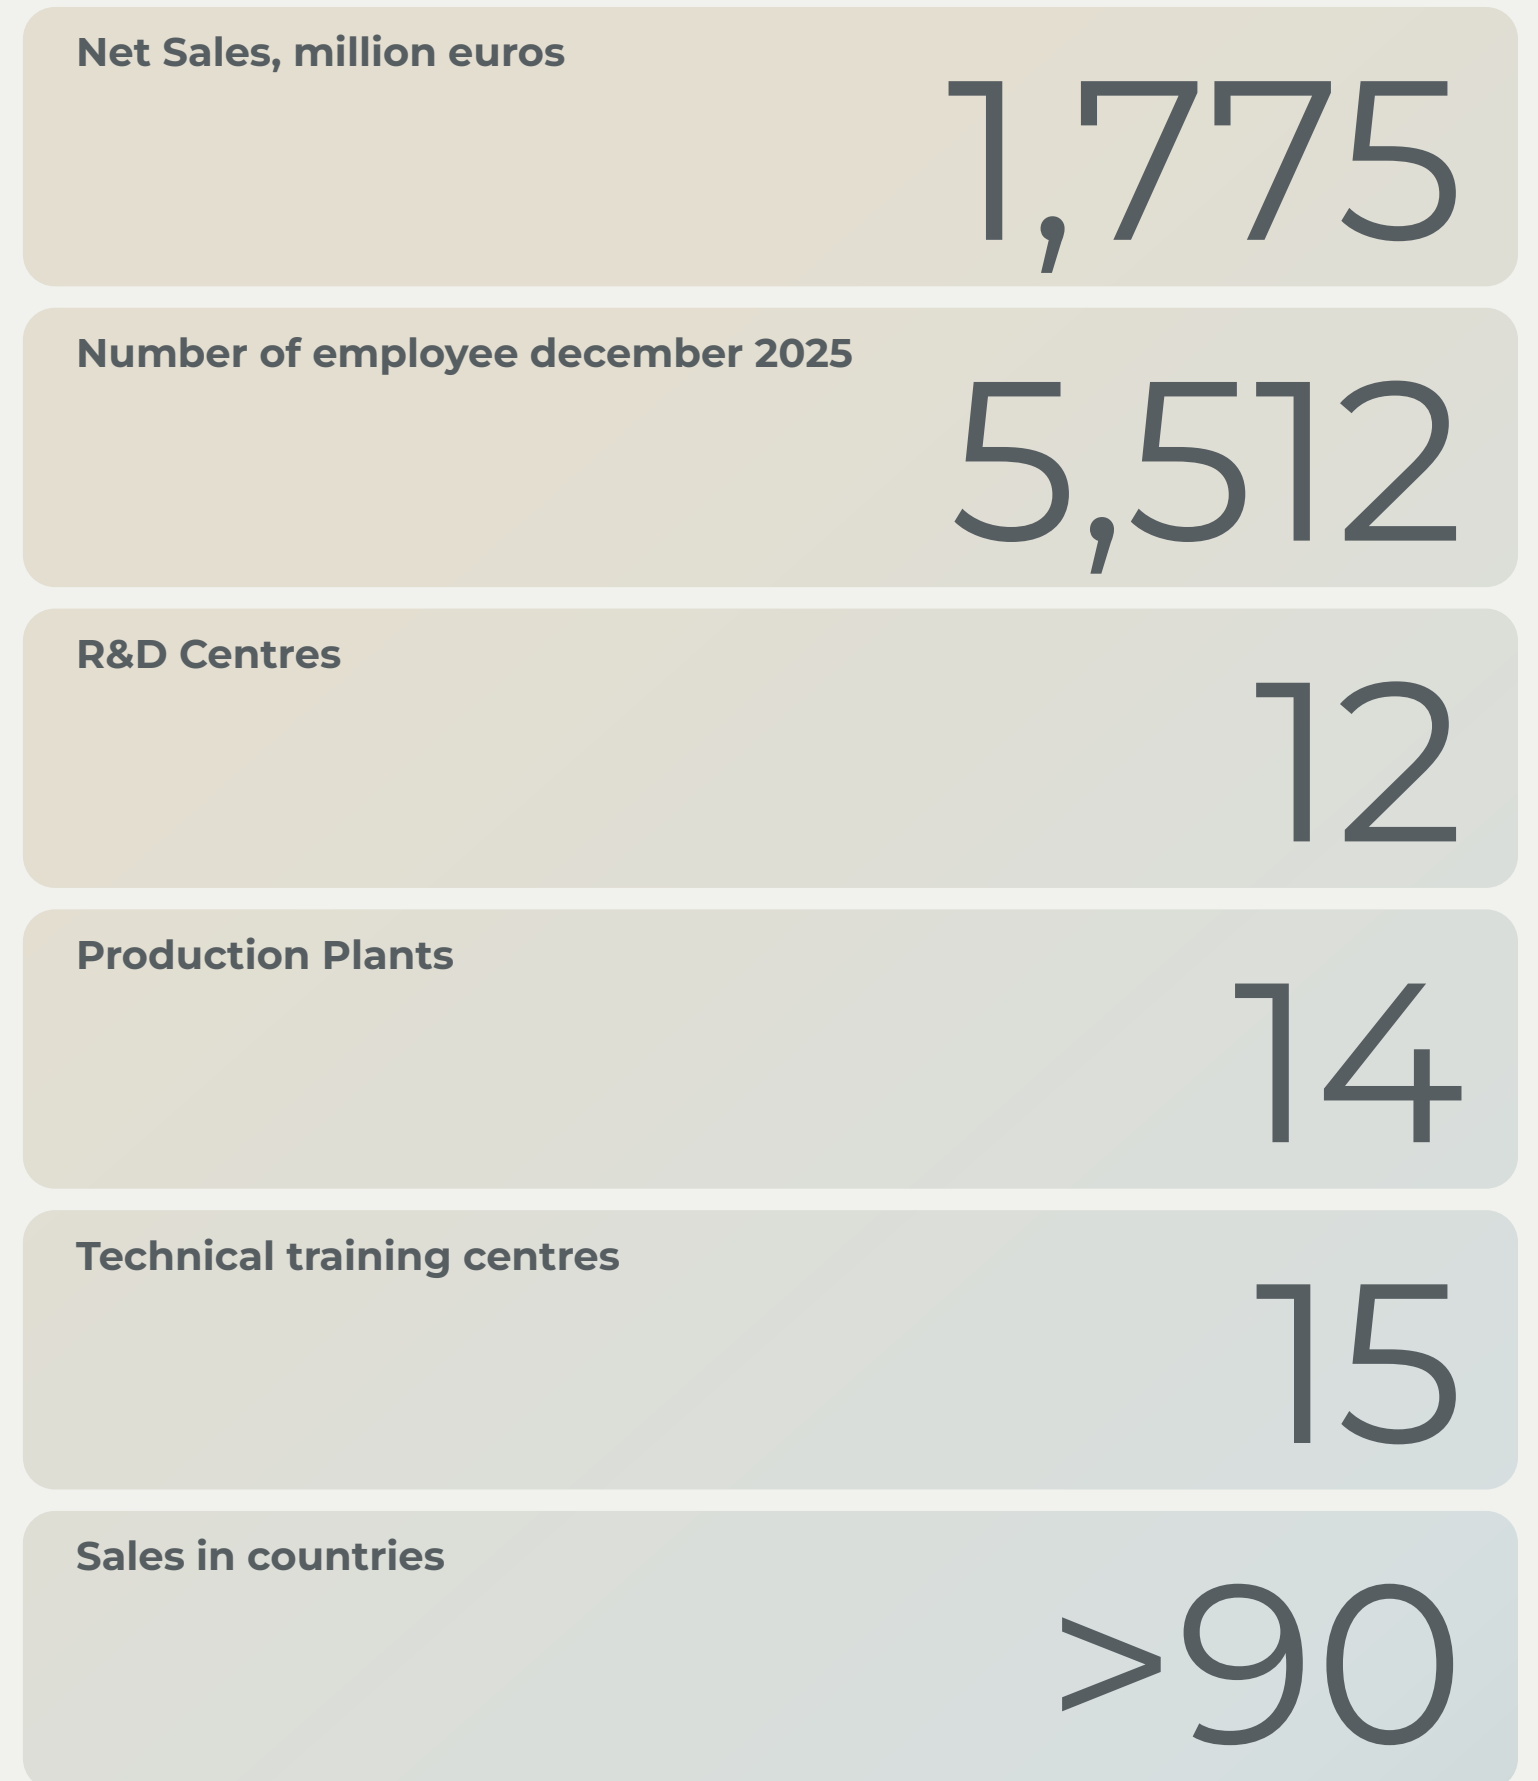 Net Sales, million euros
1,775
Number of employee december 2025
5,512
R&D Centres
12
Production Plants
14
Technical training centres
15
Sales in countries
>90